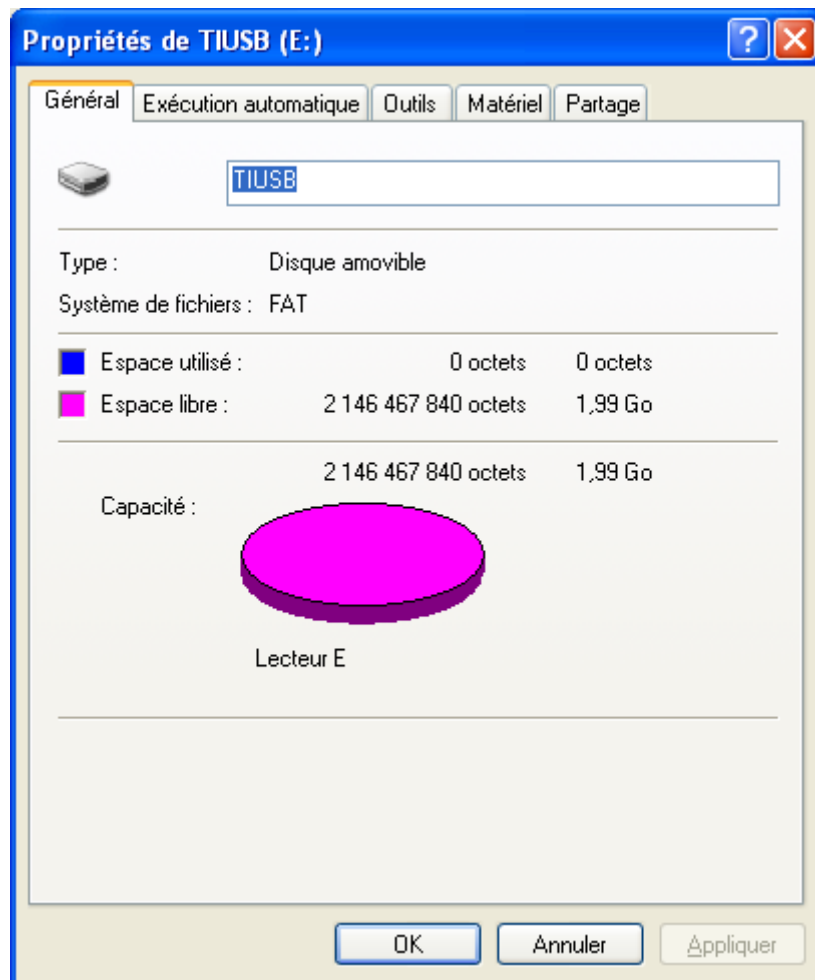 Propriétés de TIUSB (E:)
Général Exécution automatique Outils Matériel Partage
TIUSB
Type : Disque amovible
Système de fichiers : FAT
Espace utilisé : 0 octets 0 octets
Espace libre : 2 146 467 840 octets 1,99 Go
2 146 467 840 octets 1,99 Go
Capacité :
Lecteur E
OK Annuler Appliquer